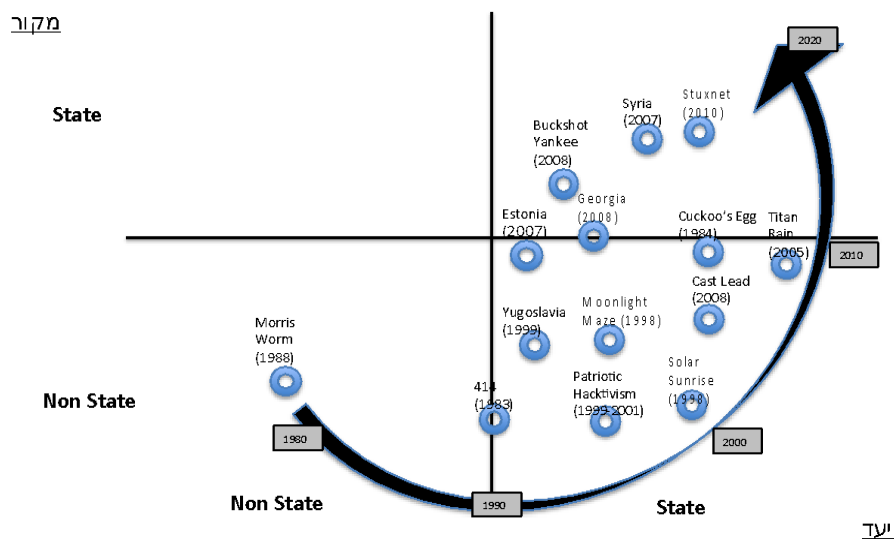 מקור
2020
State
Stuxnet
(2010)
Syria
(2007)
Buckshot
Yankee
(2008)
Georgia
(2008)
Estonia
(2007)
Cuckoo's Egg
(1984)
Titan
Rain
(2005)
2010
Cast Lead
(2008)
Yugoslavia
(1999)
Moonlight
Maze (1998)
Morris
Worm
(1988)
Solar
Sunrise
(1998)
Patriotic
Hacktivism
(1999-2001)
414
(1983)
Non State
1980
2000
Non State
1990
State
יעד